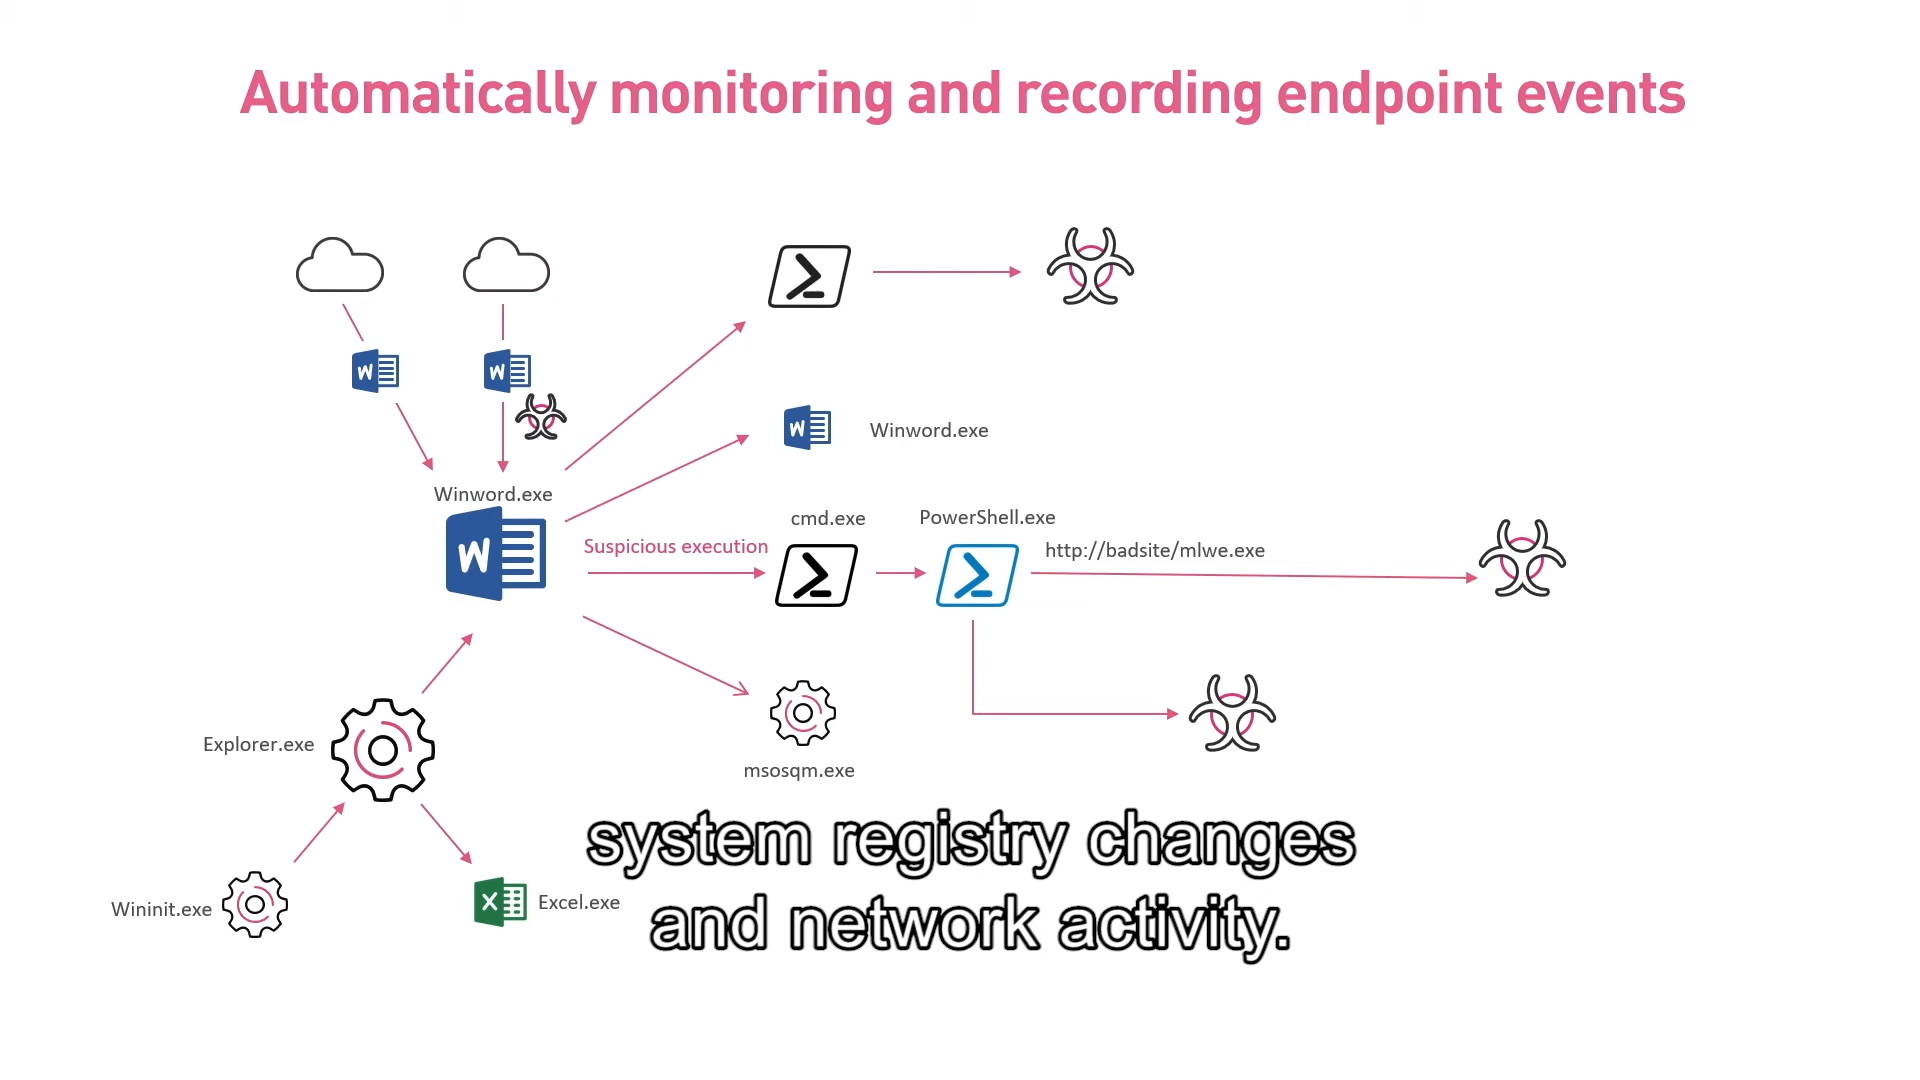 Automatically monitoring and recording endpoint events
W
W
W
Winword.exe
Winword.exe
W
cmd.exe
PowerShell.exe
Suspicious execution
http://badsite/mlwe.exe
Explorer.exe
msosqm.exe
system registry changes
and network activity.
Wininit.exe
X
Excel.exe